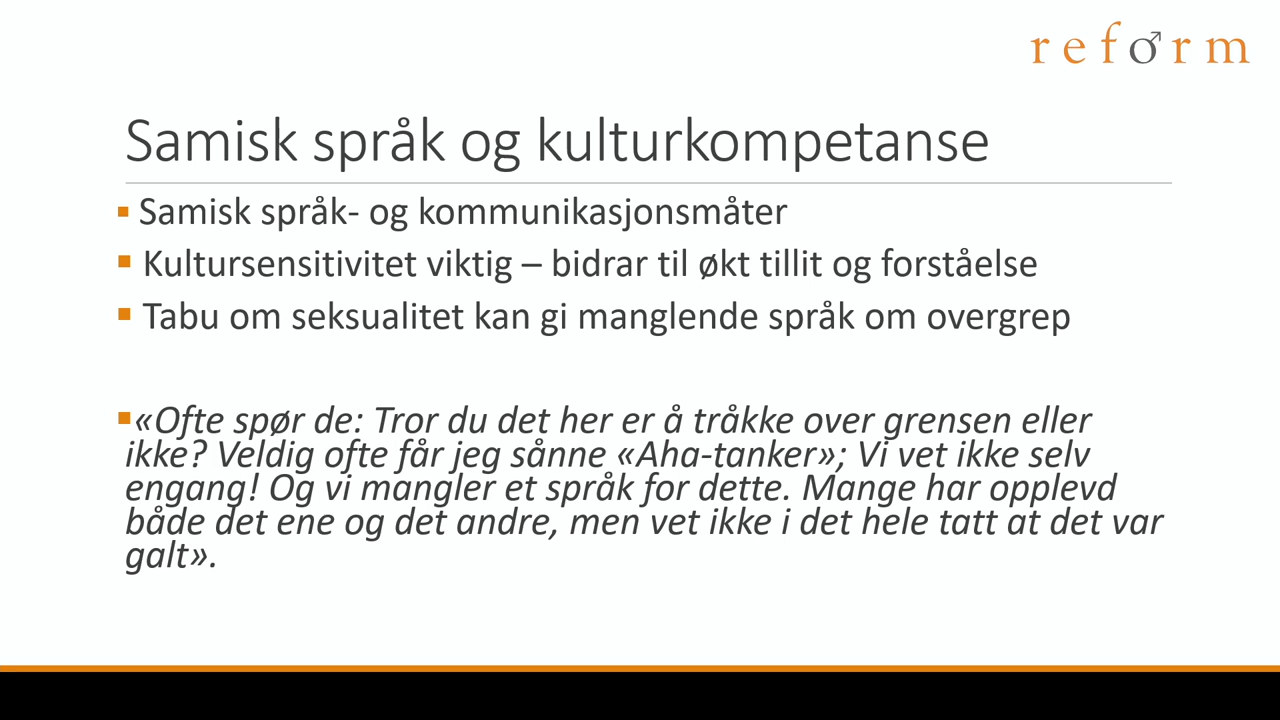 reform
Samisk språk og kulturkompetanse
Samisk språk- og kommunikasjonsmåter
Kultursensitivitet viktig – bidrar til økt tillit og forståelse
Tabu om seksualitet kan gi manglende språk om overgrep
«Ofte spør de: Tror du det her er å tråkke over grensen eller
ikke? Veldig ofte får jeg sånne «Aha-tanker»; Vi vet ikke selv
engang! Og vi mangler et språk for dette. Mange har opplevd
både det ene og det andre, men vet ikke i det hele tatt at det var
galt».